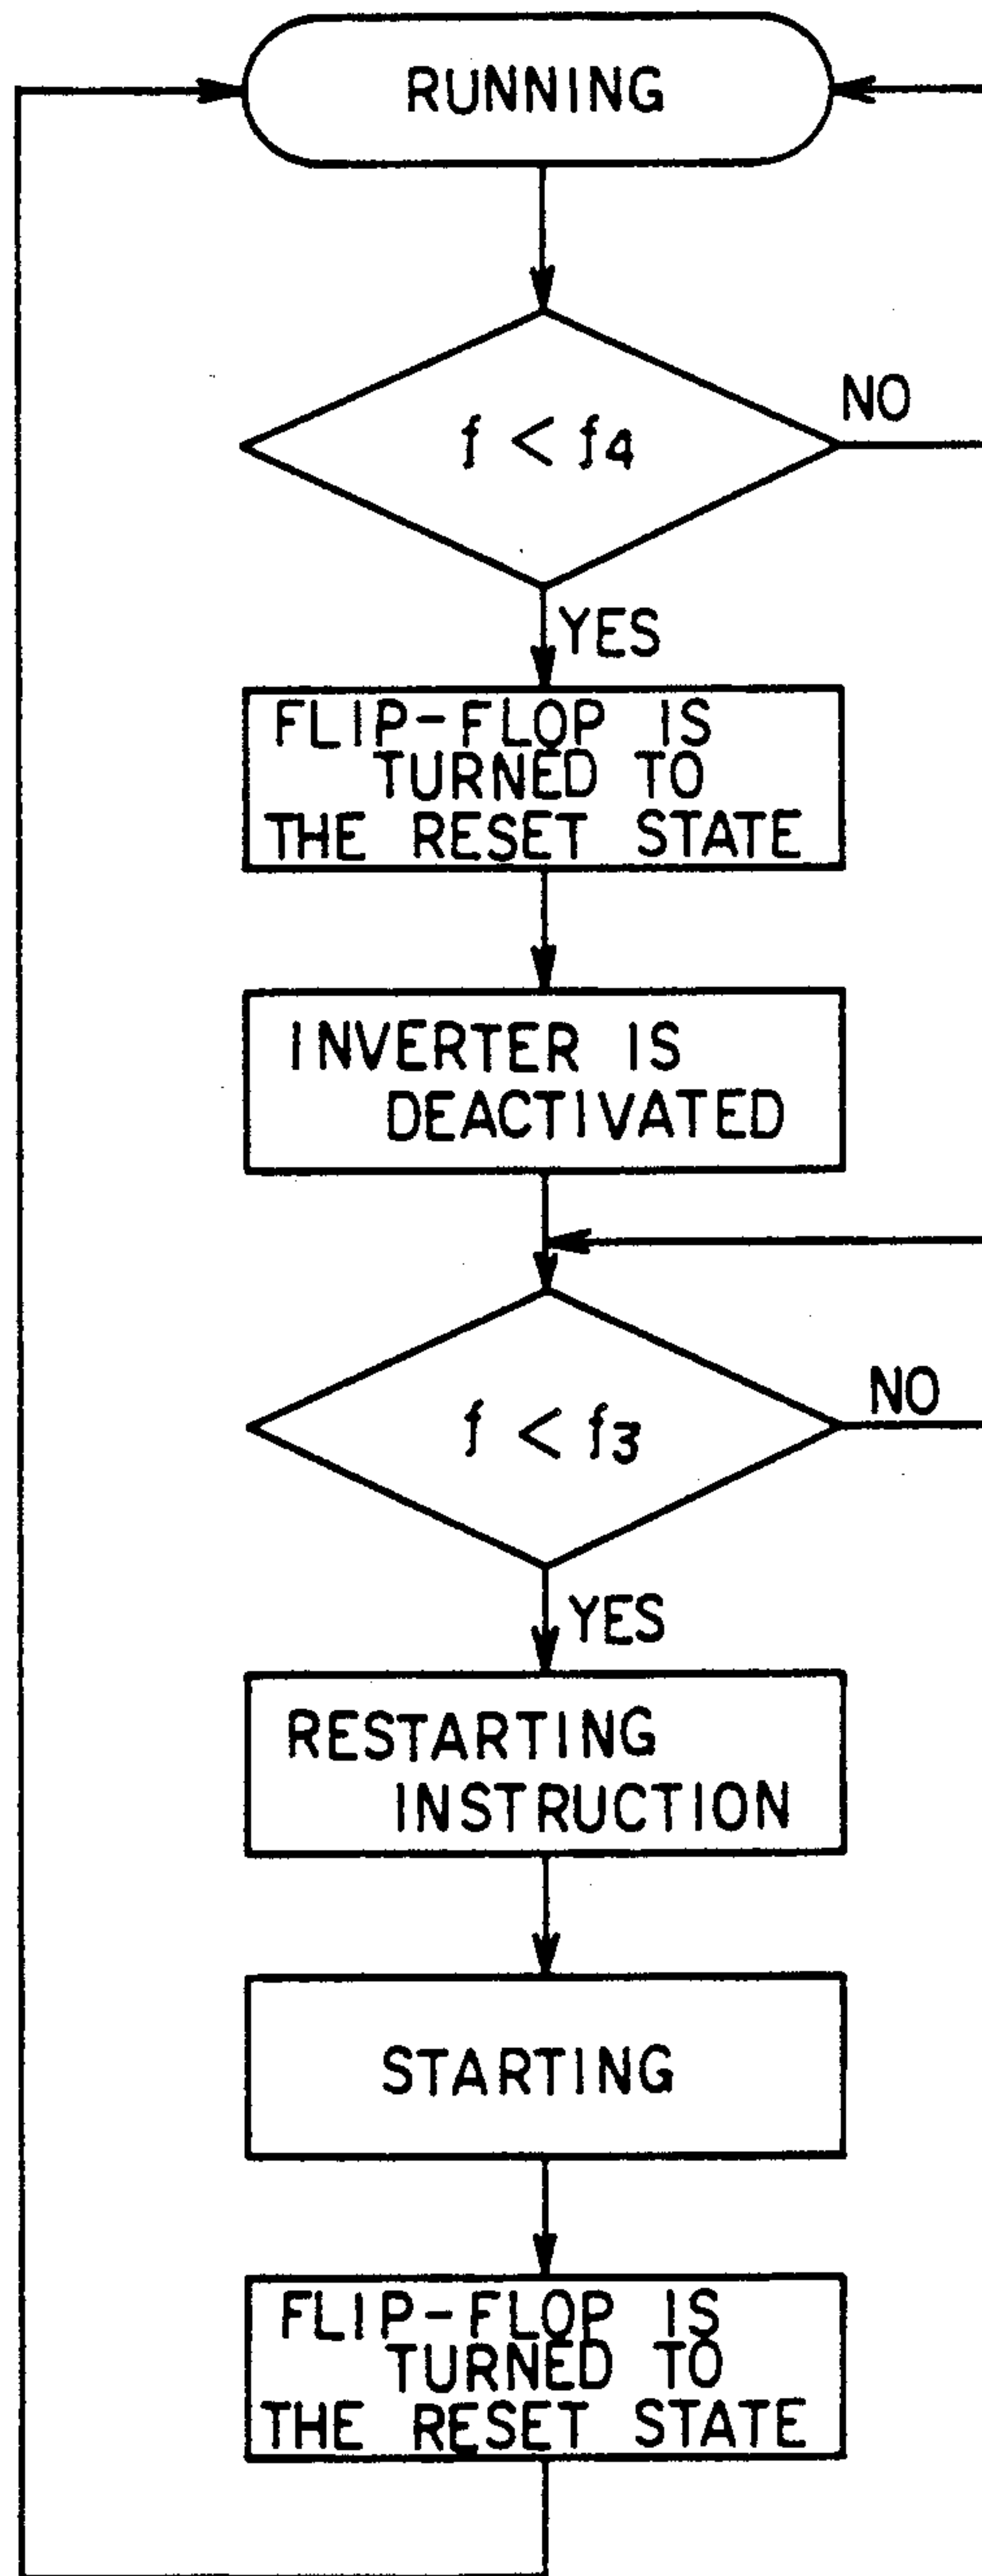 RUNNING
f < f4
NO
YES
FLIP-FLOP IS
TURNED TO
THE RESET STATE
INVERTER IS
DEACTIVATED
f < f3
NO
YES
RESTARTING
INSTRUCTION
STARTING
FLIP-FLOP IS
TURNED TO
THE RESET STATE